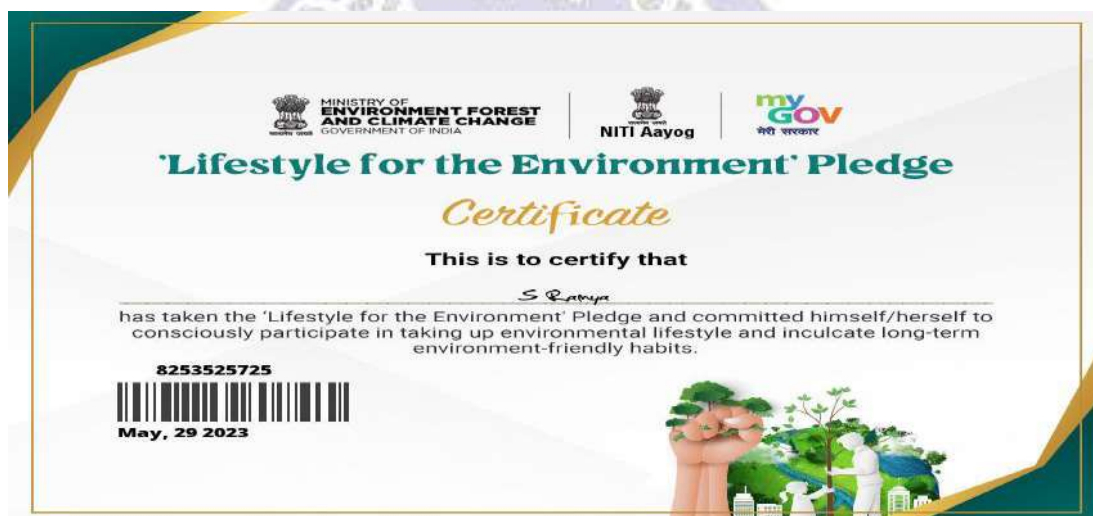 MINISTRY OF
ENVIRONMENT FOREST
AND CLIMATE CHANGE
GOVERNMENT OF INDIA
सत्यमेव जयते
NITI Aayog
my
GOV
मेरी सरकार
'Lifestyle for the Environment' Pledge
Certificate
This is to certify that
S Ramya
has taken the 'Lifestyle for the Environment' Pledge and committed himself/herself to
consciously participate in taking up environmental lifestyle and inculcate long-term
environment-friendly habits.
8253525725
May, 29 2023